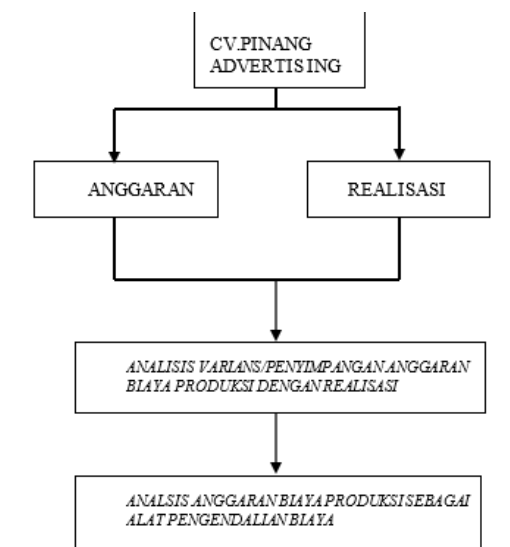 CV.PINANG
ADVERTISING
ANGGARAN
REALISASI
ANALISIS VARIANS/PENYIMPANGAN ANGGARAN
BIAYA PRODUKSI DENGAN REALISASI
ANALSIS ANGGARAN BIAYA PRODUKSI SEBAGAI
ALAT PENGENDALIAN BIAYA